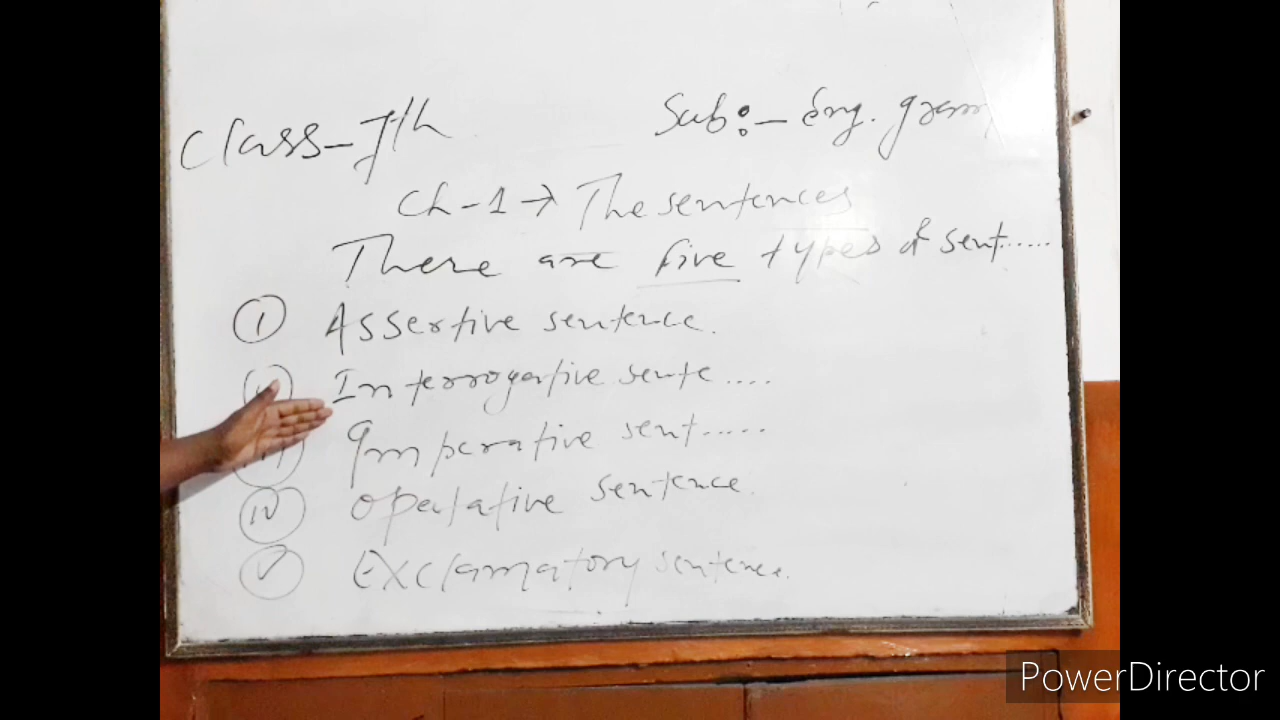 Class-7th Sub:- Eng. gram
Ch-1 → The sentences
There are five types of sent......
(i) Assertive sentence.
Interrogative sente....
Imperative sent.....
(iv) Opelative sentence.
(v) Exclamatory sentence.
PowerDirector